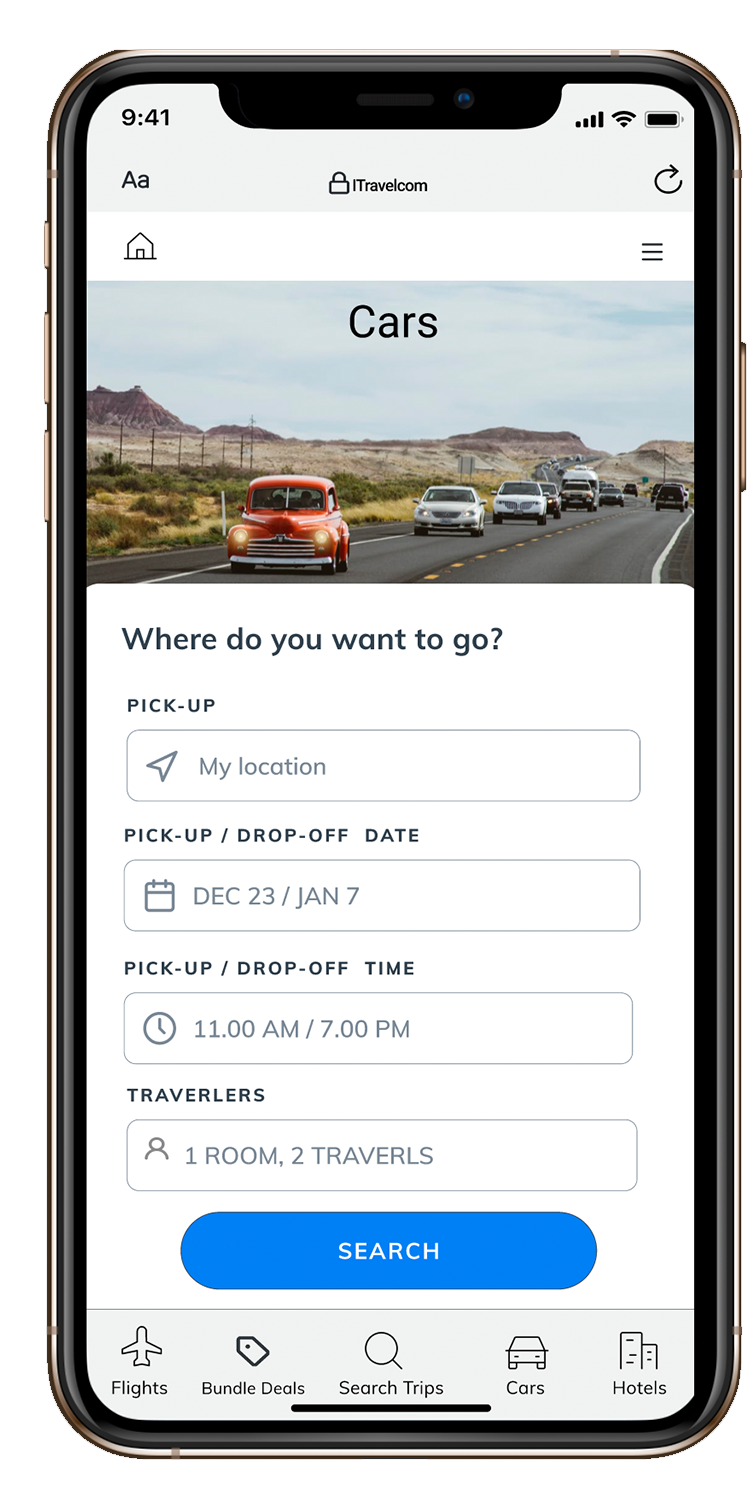 9:41
Aa
ITravelcom
Cars
Where do you want to go?
PICK-UP
My location
PICK-UP / DROP-OFF DATE
DEC 23 / JAN 7
PICK-UP / DROP-OFF TIME
11.00 AM / 7.00 PM
TRAVERLERS
1 ROOM, 2 TRAVERLS
SEARCH
Flights Bundle Deals Search Trips Cars Hotels